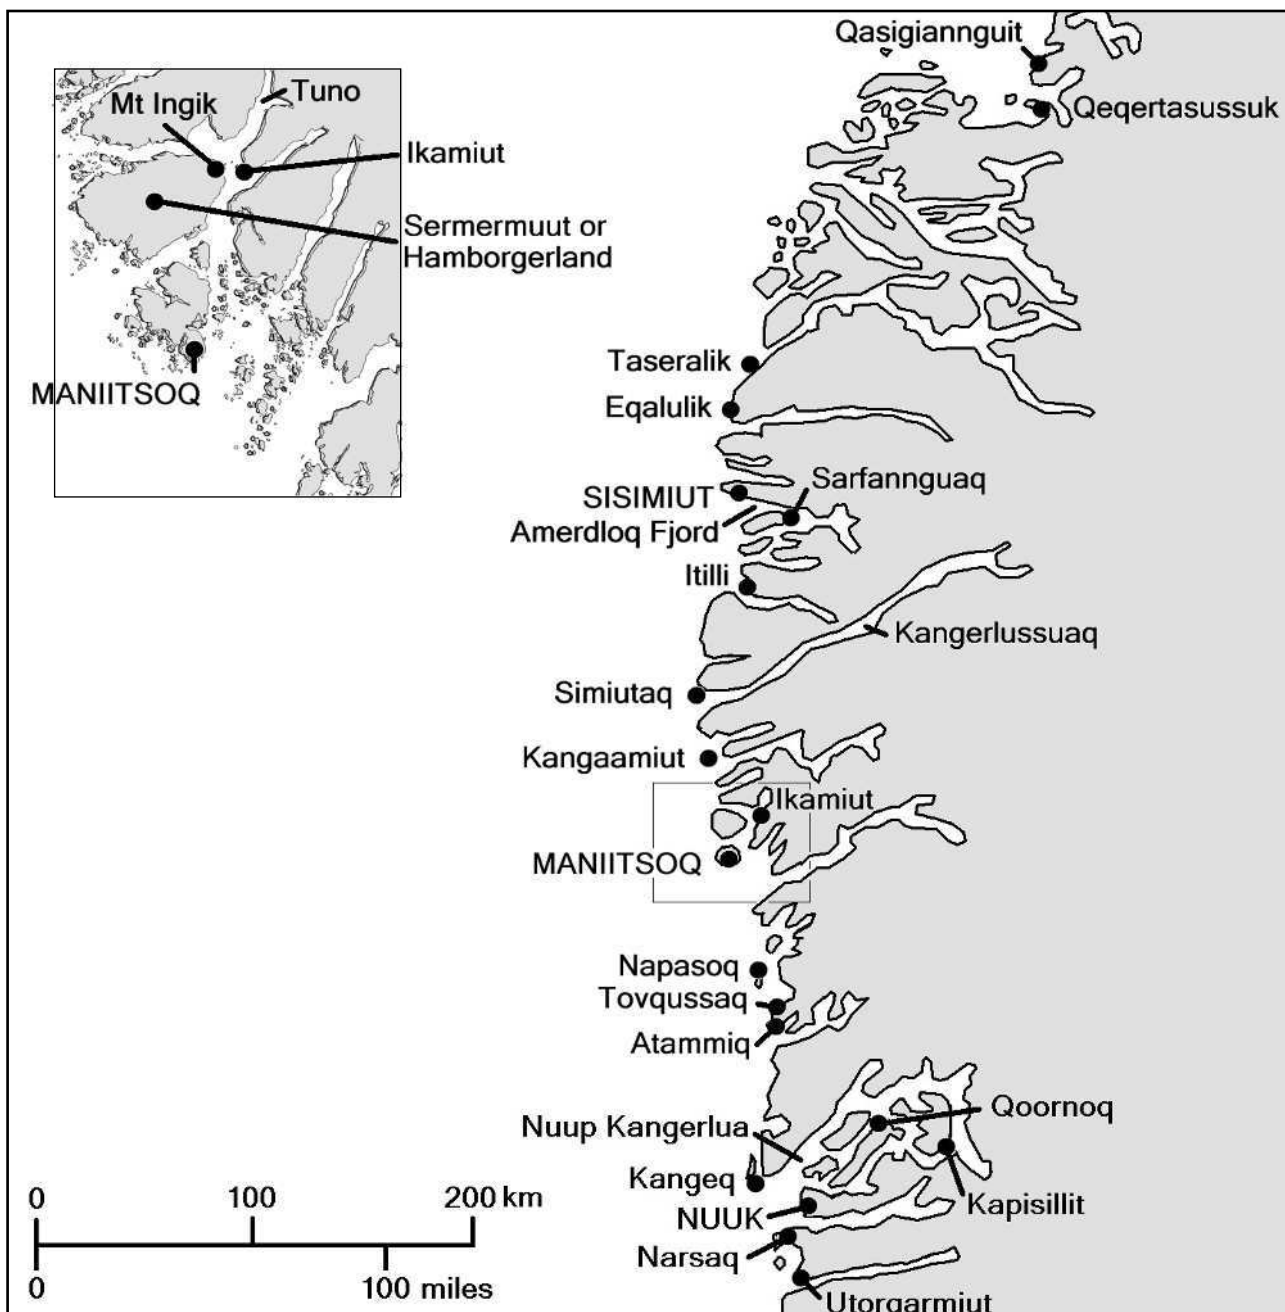 Qasigiannguit
Qeqertasussuk
Mt Ingik
Tuno
Ikamiut
Sermermuut or
Hamborgerland
MANIITSOQ
Taseralik
Eqalulik
SISIMIUT
Sarfannguaq
Amerdloq Fjord
Itilli
Kangerlussuaq
Simiutaq
Kangaamiut
Ikamiut
MANIITSOQ
Napasoq
Tovqussaq
Atammiq
Nuup Kangerlua
Qoornoq
Kangeq
NUUK
Kapisillit
Narsaq
Utorqarmiut
0 100 200 km
0 100 miles